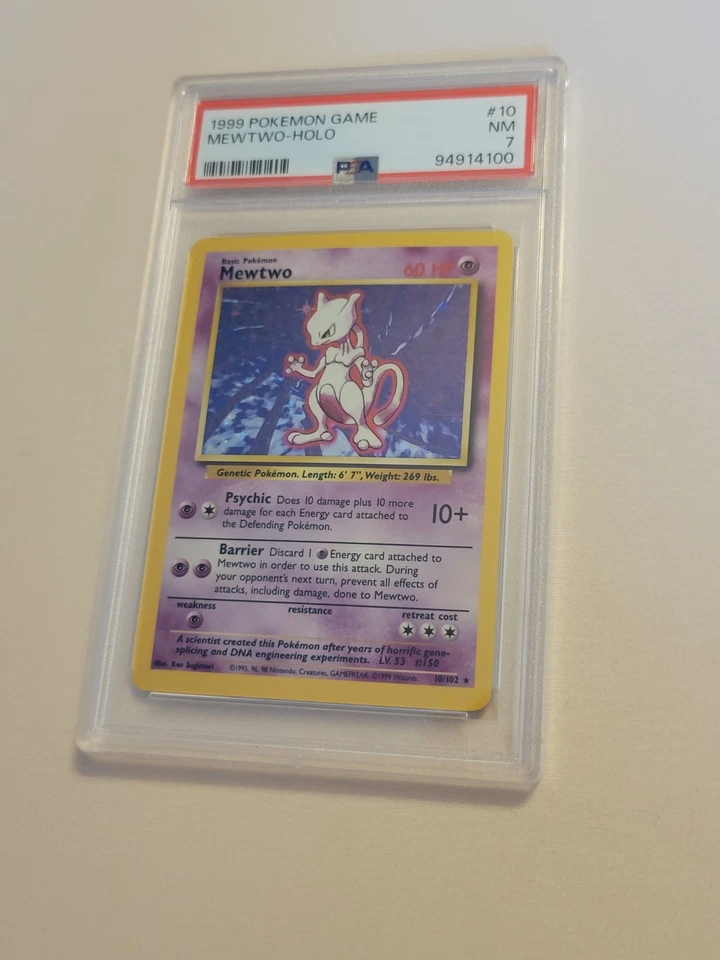 1999 POKEMON GAME #10
MEWTWO-HOLO NM
7
PSA 94914100
Basic Pokémon
Mewtwo 60 HP
Genetic Pokémon. Length: 6' 7", Weight: 269 lbs.
Psychic Does 10 damage plus 10 more
damage for each Energy card attached to
the Defending Pokémon.
10+
Barrier Discard 1 Energy card attached to
Mewtwo in order to use this attack. During
your opponent's next turn, prevent all effects of
attacks, including damage, done to Mewtwo.
weakness resistance retreat cost
A scientist created this Pokémon after years of horrific gene-
splicing and DNA engineering experiments. LV. 53 #150
Illus. Ken Sugimori ©1995, 96, 98 Nintendo, Creatures, GAMEFREAK. ©1999 Wizards. 10/102 ★